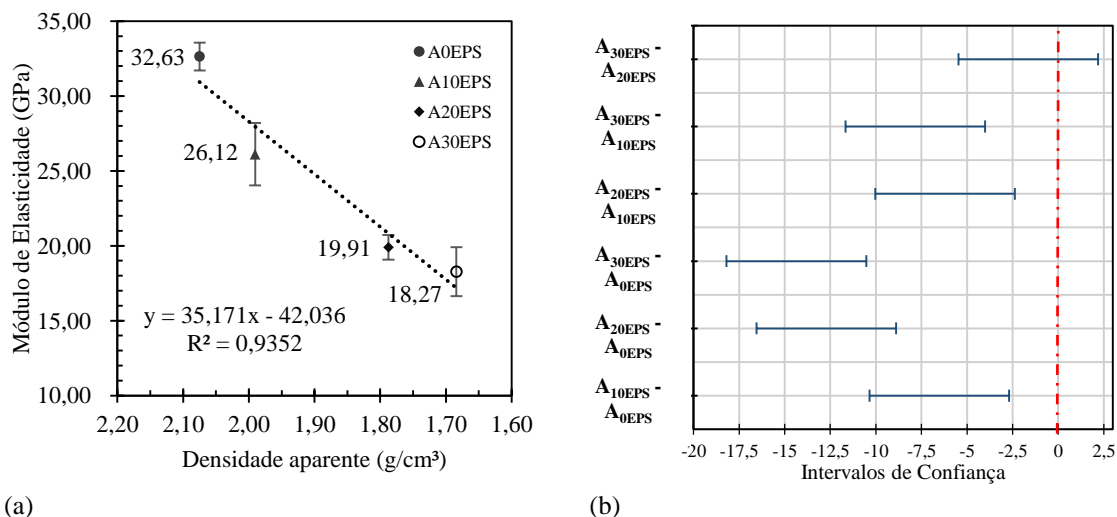 35,00
32,63
30,00
26,12
25,00
20,00
19,91
18,27
15,00
10,00
Módulo de Elasticidade (GPa)
A0EPS
A10EPS
A20EPS
A30EPS
y = 35,171x - 42,036
R² = 0,9352
2,20 2,10 2,00 1,90 1,80 1,70 1,60
Densidade aparente (g/cm³)
(a)
A30EPS -
A20EPS
A30EPS -
A10EPS
A20EPS -
A10EPS
A30EPS -
A0EPS
A20EPS -
A0EPS
A10EPS -
A0EPS
-20 -17,5 -15 -12,5 -10 -7,5 -5 -2,5 0 2,5
Intervalos de Confiança
(b)